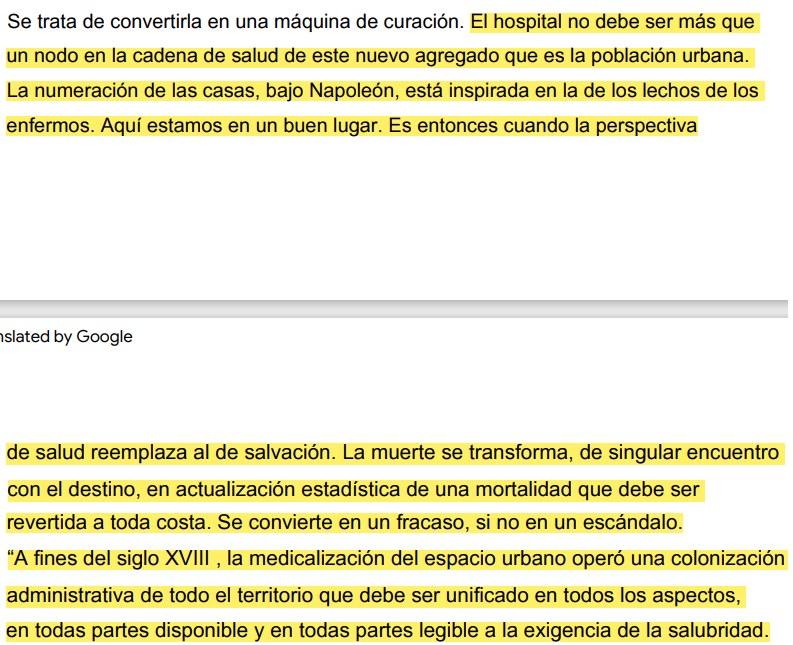 Se trata de convertirla en una máquina de curación. El hospital no debe ser más que
un nodo en la cadena de salud de este nuevo agregado que es la población urbana.
La numeración de las casas, bajo Napoleón, está inspirada en la de los lechos de los
enfermos. Aquí estamos en un buen lugar. Es entonces cuando la perspectiva
nslated by Google
de salud reemplaza al de salvación. La muerte se transforma, de singular encuentro
con el destino, en actualización estadística de una mortalidad que debe ser
revertida a toda costa. Se convierte en un fracaso, si no en un escándalo.
“A fines del siglo XVIII , la medicalización del espacio urbano operó una colonización
administrativa de todo el territorio que debe ser unificado en todos los aspectos,
en todas partes disponible y en todas partes legible a la exigencia de la salubridad.